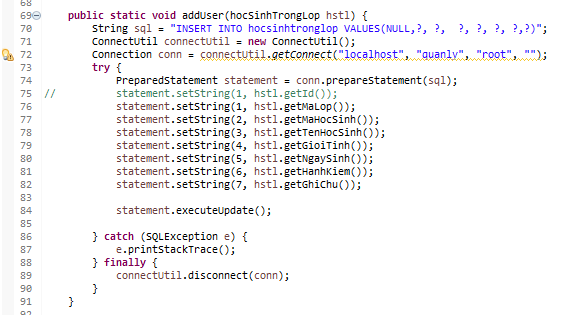 68
69 public static void addUser(hocSinhTrongLop hstl) {
70 String sql = "INSERT INTO hocsinhtronglop VALUES(NULL,?, ?, ?, ?, ?, ?,?)";
71 ConnectUtil connectUtil = new ConnectUtil();
72 Connection conn = connectUtil.getConnect("localhost", "quanly", "root", "");
73 try {
74 PreparedStatement statement = conn.prepareStatement(sql);
75 // statement.setString(1, hstl.getId());
76 statement.setString(1, hstl.getMaLop());
77 statement.setString(2, hstl.getMaHocSinh());
78 statement.setString(3, hstl.getTenHocSinh());
79 statement.setString(4, hstl.getGioiTinh());
80 statement.setString(5, hstl.getNgaySinh());
81 statement.setString(6, hstl.getHanhKiem());
82 statement.setString(7, hstl.getGhiChu());
83
84 statement.executeUpdate();
85
86 } catch (SQLException e) {
87 e.printStackTrace();
88 } finally {
89 connectUtil.disconnect(conn);
90 }
91 }
92